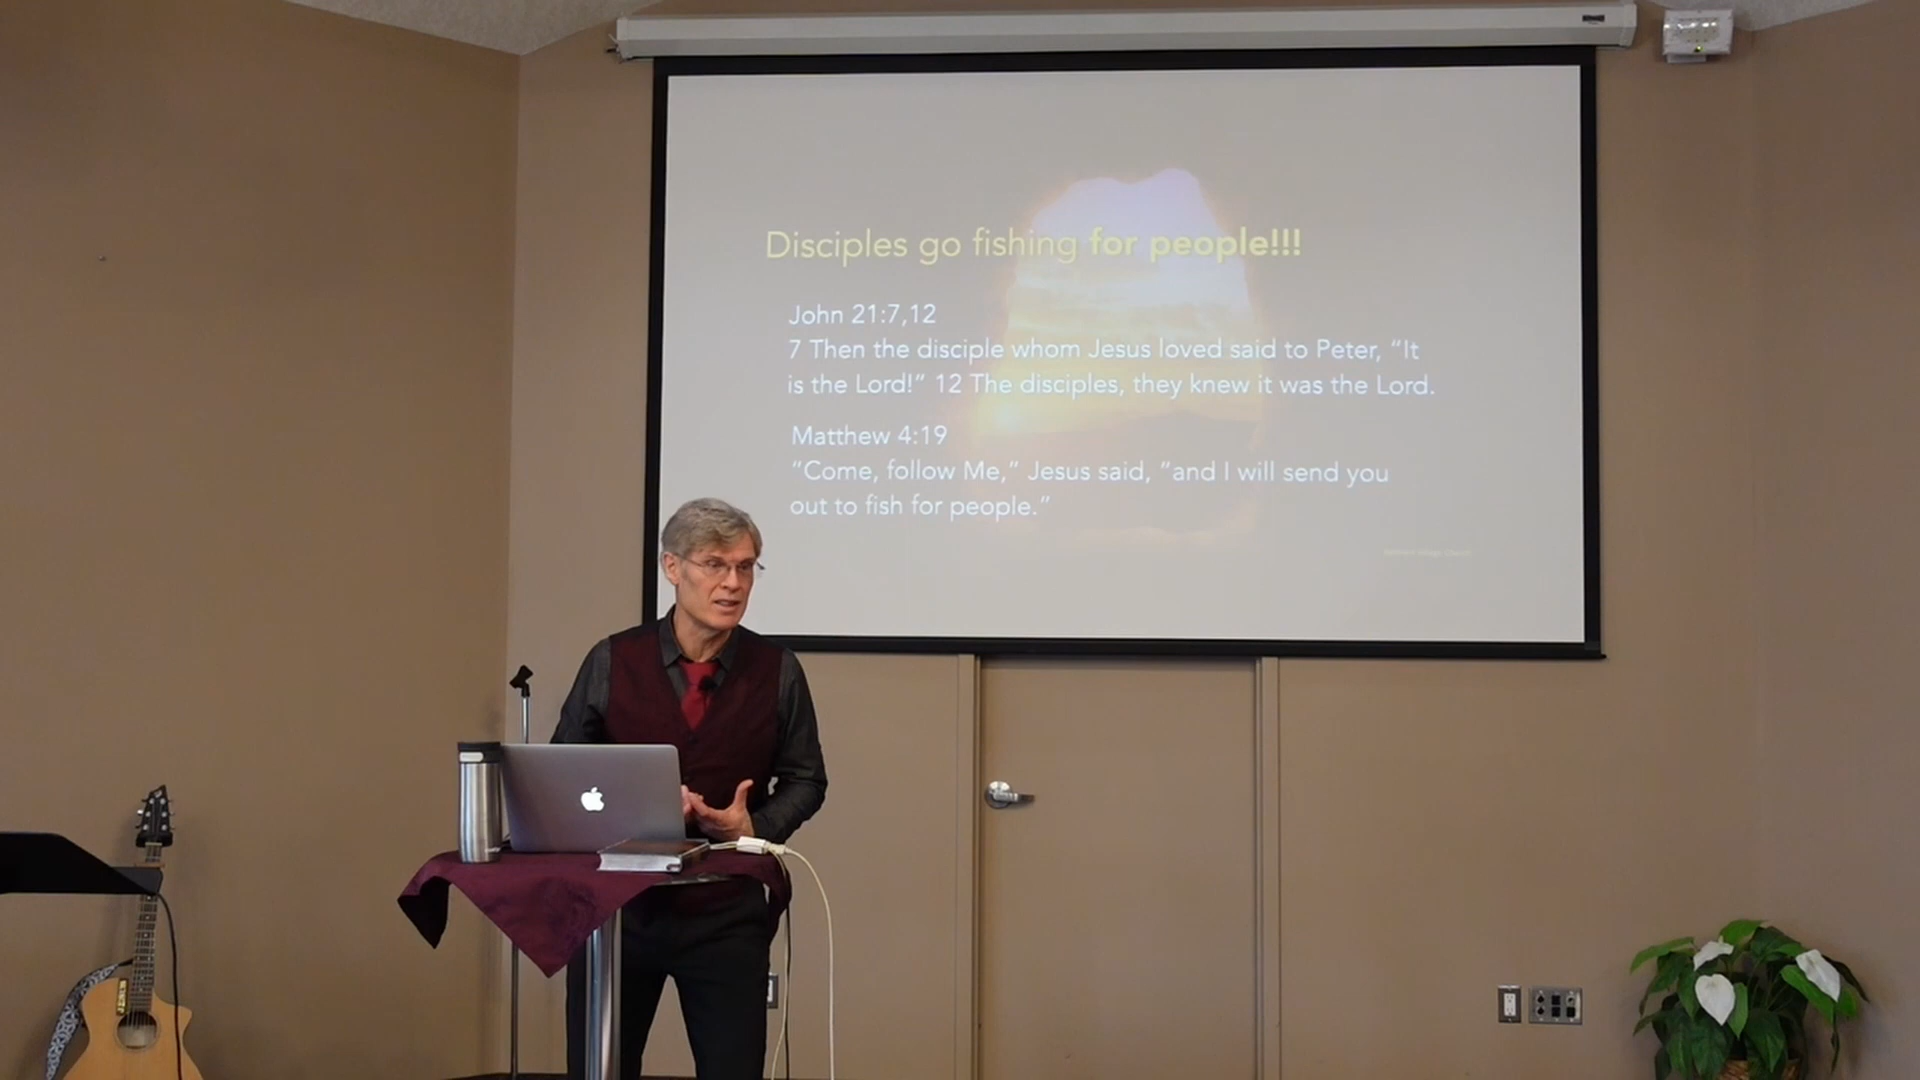 Disciples go fishing for people!!!
John 21:7,12
7 Then the disciple whom Jesus loved said to Peter, “It
is the Lord!” 12 The disciples, they knew it was the Lord.
Matthew 4:19
“Come, follow Me,” Jesus said, “and I will send you
out to fish for people.”